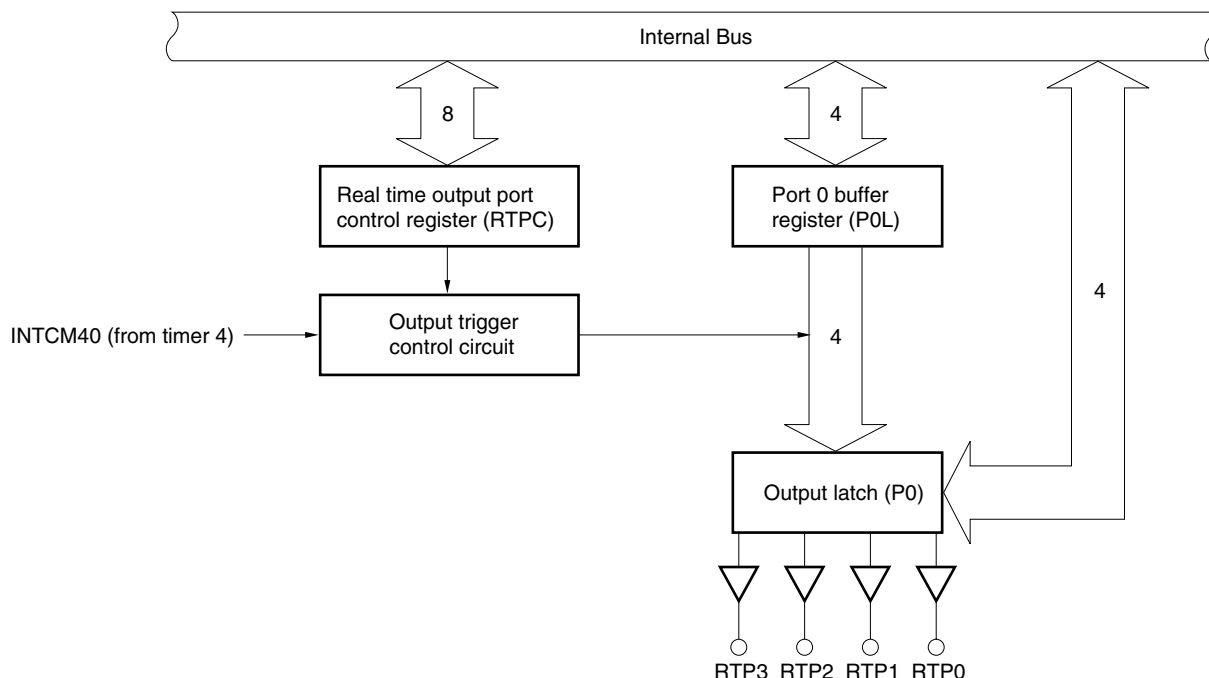 Internal Bus
8
4
Real time output port
control register (RTPC)
Port 0 buffer
register (P0L)
4
INTCM40 (from timer 4)
Output trigger
control circuit
4
Output latch (P0)
RTP3 RTP2 RTP1 RTP0